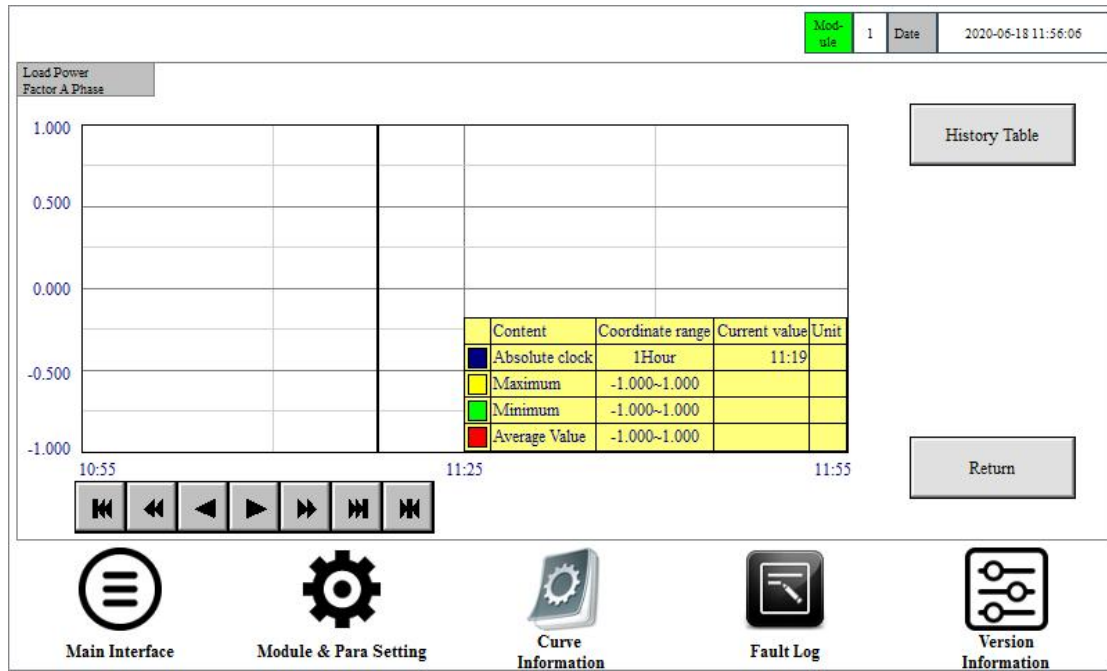 Mod-
ule
1
Date
2020-06-18 11:56:06
Load Power
Factor A Phase
History Table
1.000
0.500
0.000
-0.500
-1.000
Content Coordinate range Current value Unit
Absolute clock 1Hour 11:19
Maximum -1.000~1.000
Minimum -1.000~1.000
Average Value -1.000~1.000
10:55 11:25 11:55
Return
Main Interface
Module & Para Setting
Curve
Information
Fault Log
Version
Information